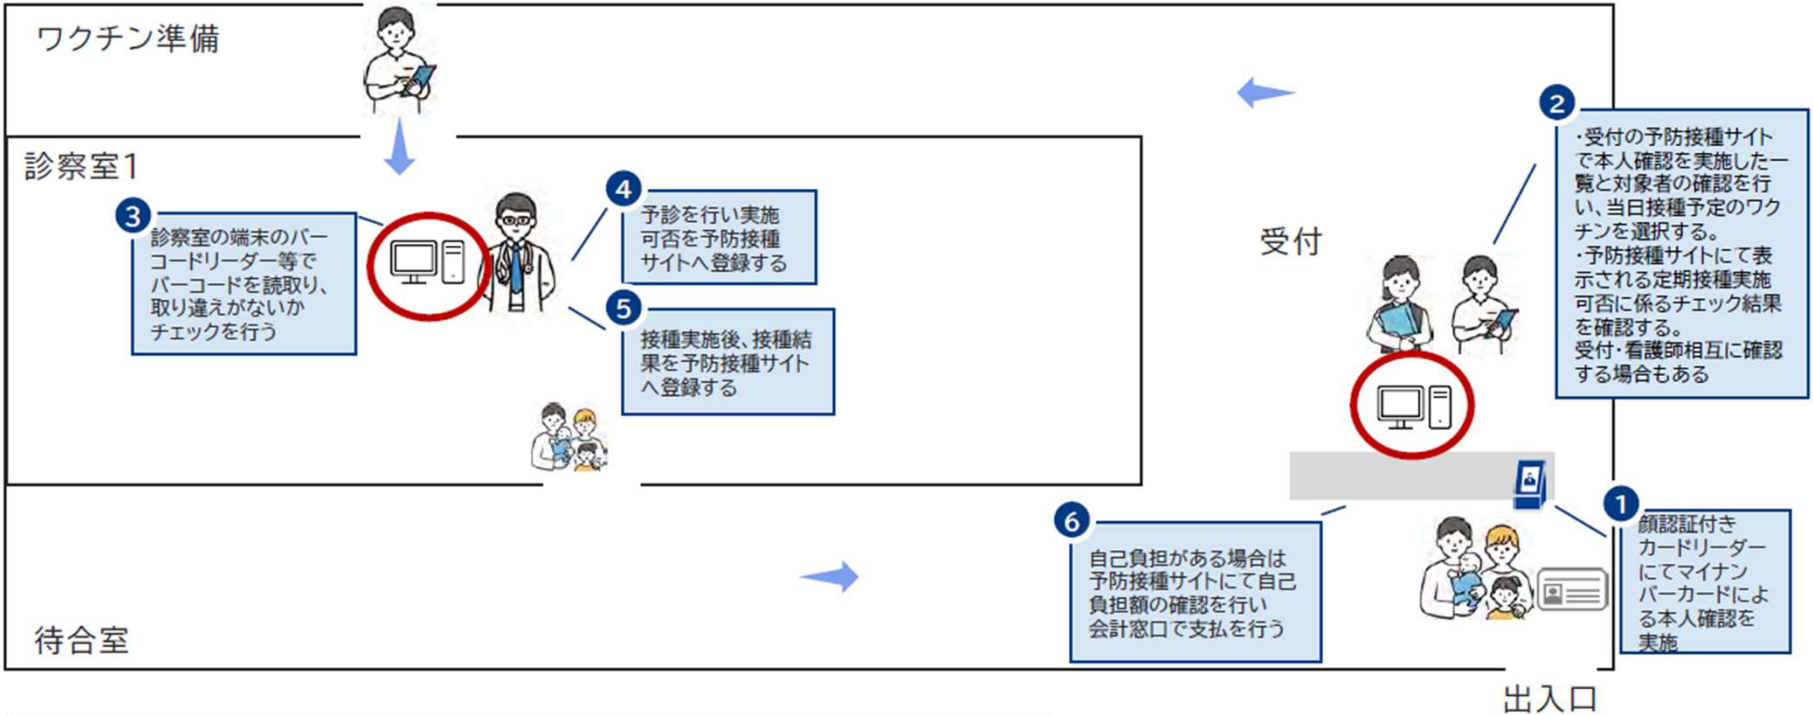 ワクチン準備
診察室1
3
診察室の端末のバー
コードリーダー等で
バーコードを読取り、
取り違えがないか
チェックを行う
4
予診を行い実施
可否を予防接種
サイトへ登録する
5
接種実施後、接種結
果を予防接種サイト
へ登録する
受付
2
・受付の予防接種サイト
で本人確認を実施した一
覧と対象者の確認を行
い、当日接種予定のワク
チンを選択する。
・予防接種サイトにて表
示される定期接種実施
可否に係るチェック結果
を確認する。
受付・看護師相互に確認
する場合もある
6
自己負担がある場合は
予防接種サイトにて自己
負担額の確認を行い
会計窓口で支払を行う
1
顔認証付き
カードリーダー
にてマイナン
バーカードによ
る本人確認を
実施
待合室
出入口